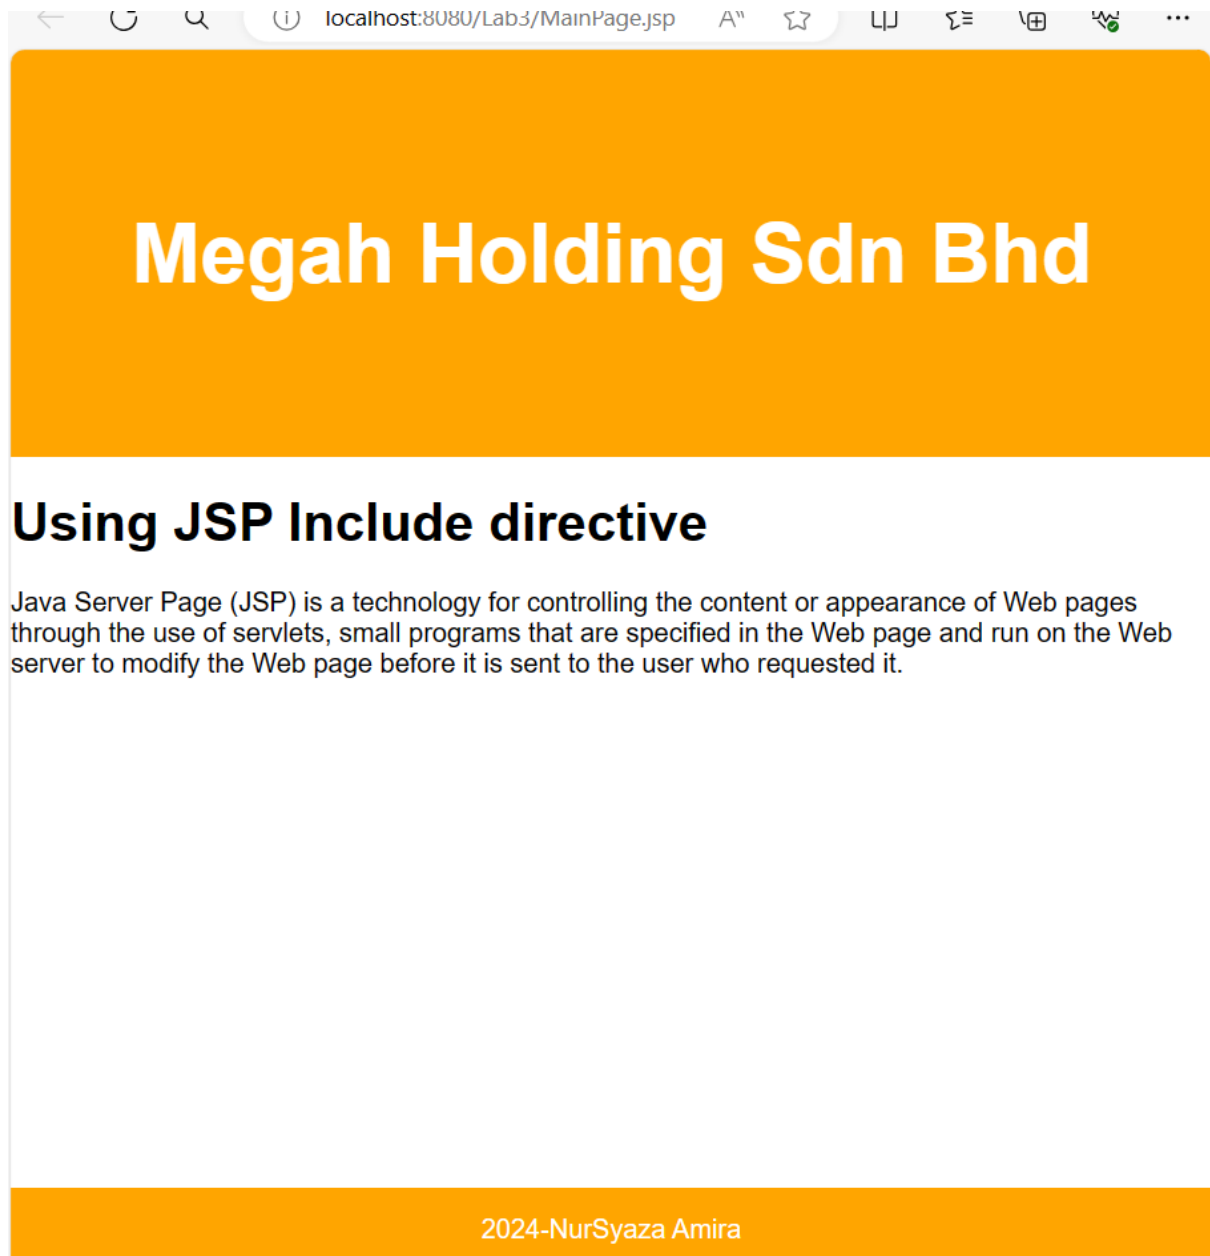 localhost:8080/Lab3/MainPage.jsp
Megah Holding Sdn Bhd
Using JSP Include directive
Java Server Page (JSP) is a technology for controlling the content or appearance of Web pages
through the use of servlets, small programs that are specified in the Web page and run on the Web
server to modify the Web page before it is sent to the user who requested it.
2024-NurSyaza Amira